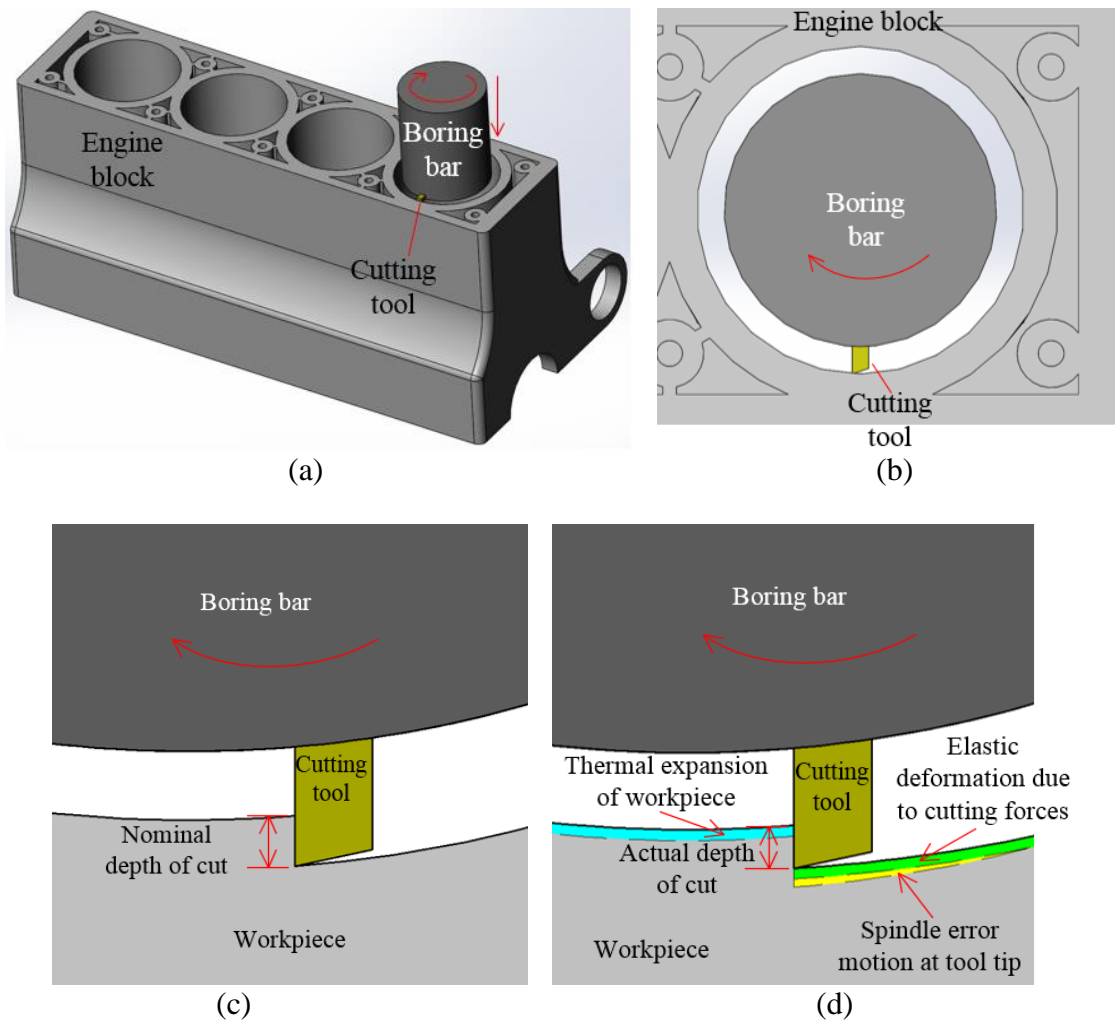 Engine
block
Boring
bar
Cutting
tool
(a)
Engine block
Boring
bar
Cutting
tool
(b)
Boring bar
Cutting
tool
Nominal
depth of cut
Workpiece
(c)
Boring bar
Thermal expansion
of workpiece
Cutting
tool
Elastic
deformation due
to cutting forces
Actual depth
of cut
Workpiece
Spindle error
motion at tool tip
(d)